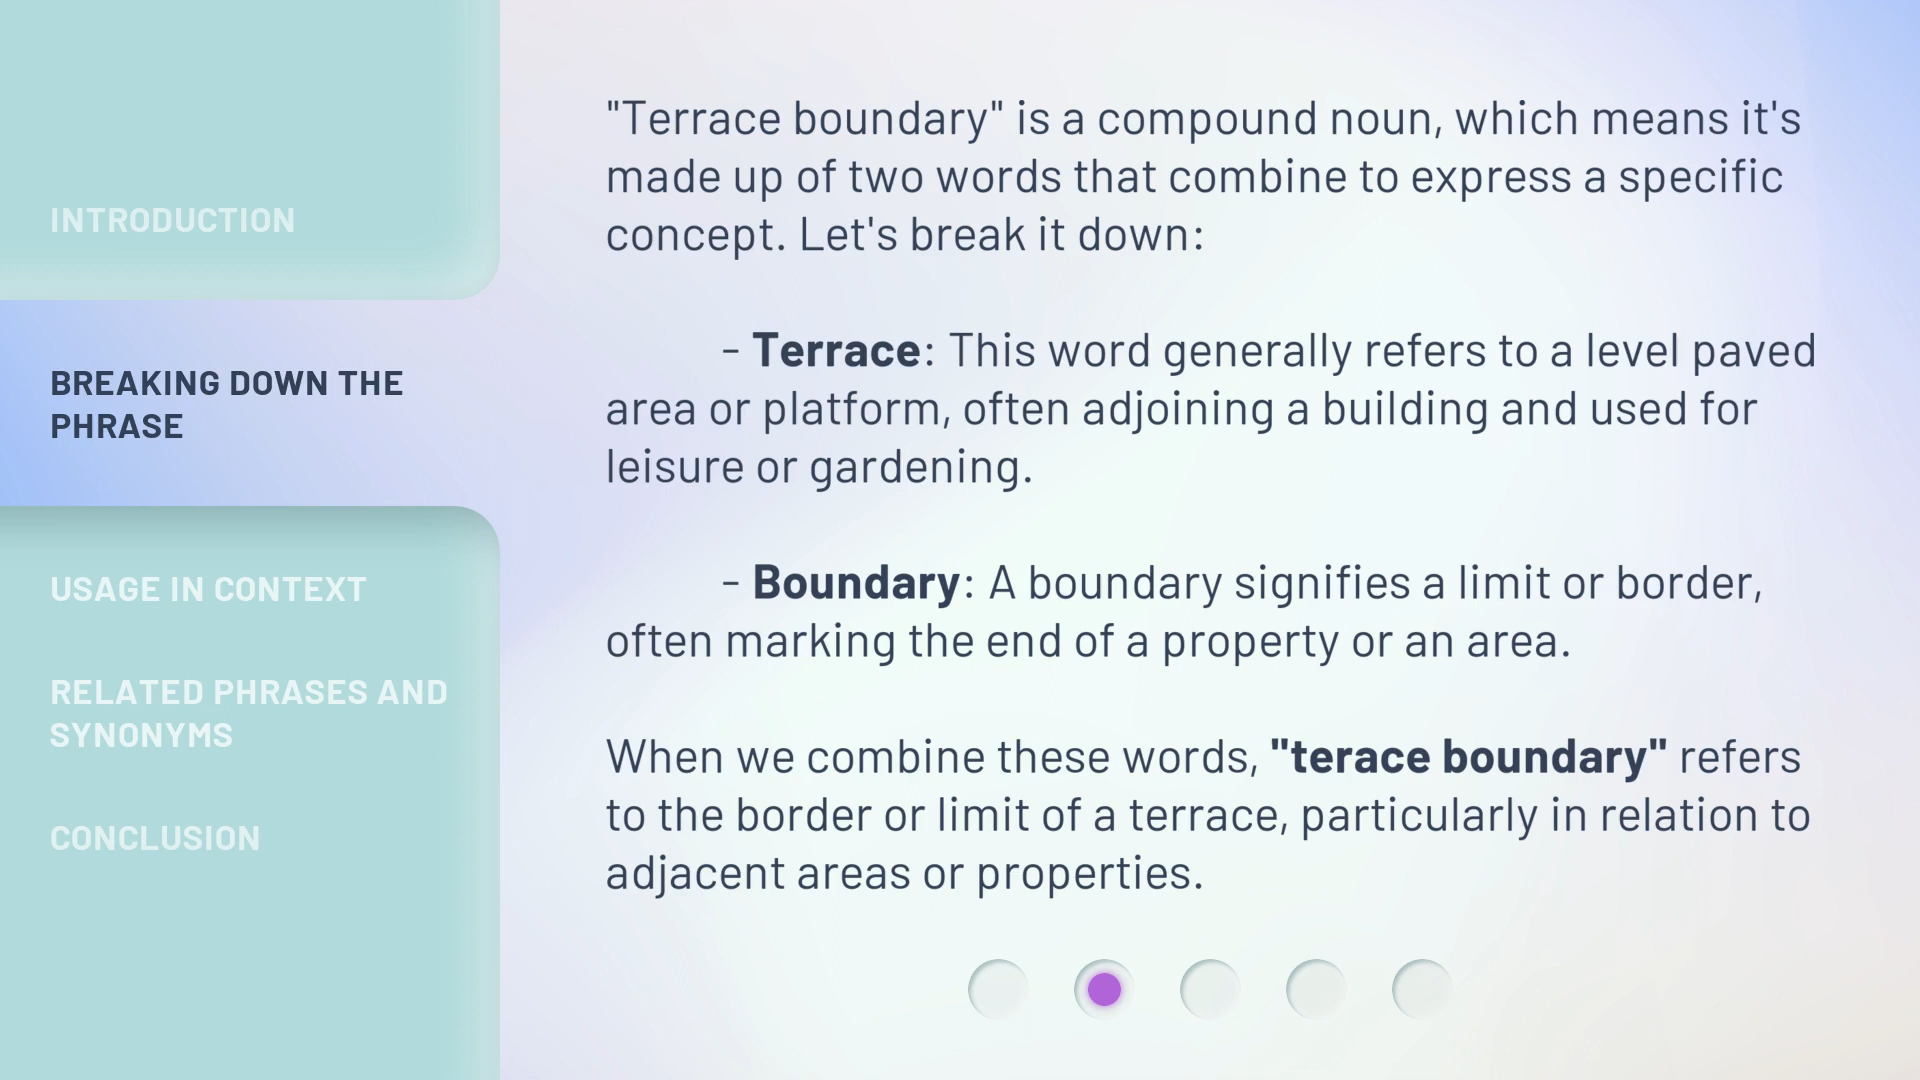 INTRODUCTION
BREAKING DOWN THE
PHRASE
USAGE IN CONTEXT
RELATED PHRASES AND
SYNONYMS
CONCLUSION
"Terrace boundary" is a compound noun, which means it's
made up of two words that combine to express a specific
concept. Let's break it down:
- Terrace: This word generally refers to a level paved
area or platform, often adjoining a building and used for
leisure or gardening.
- Boundary: A boundary signifies a limit or border,
often marking the end of a property or an area.
When we combine these words, "terace boundary" refers
to the border or limit of a terrace, particularly in relation to
adjacent areas or properties.